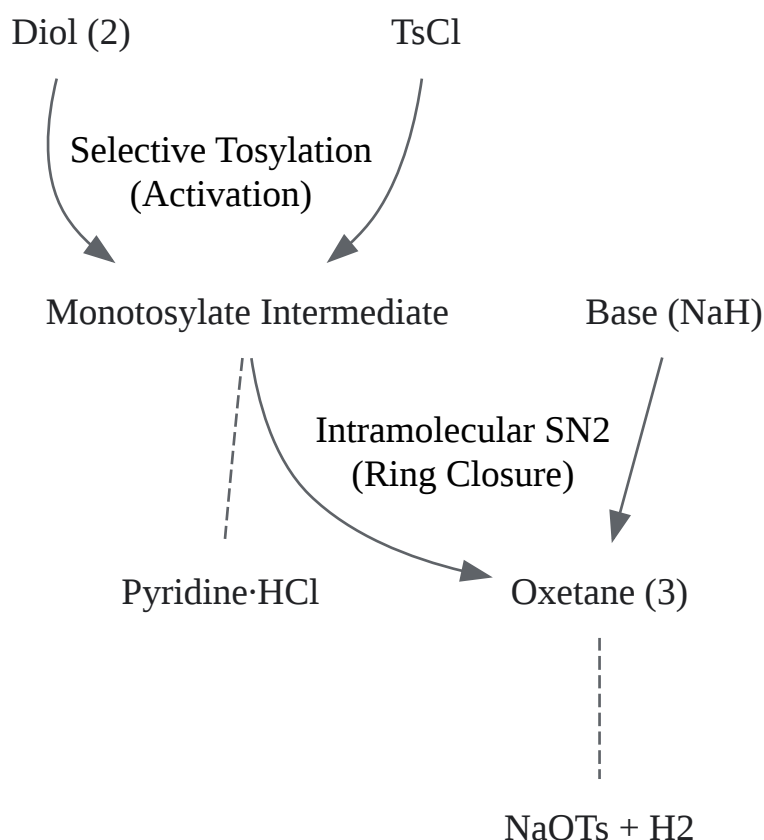 Diol (2)
TsCl
Selective Tosylation
(Activation)
Monotosylate Intermediate
Base (NaH)
Intramolecular SN2
(Ring Closure)
Pyridine·HCl
Oxetane (3)
NaOTs + H2